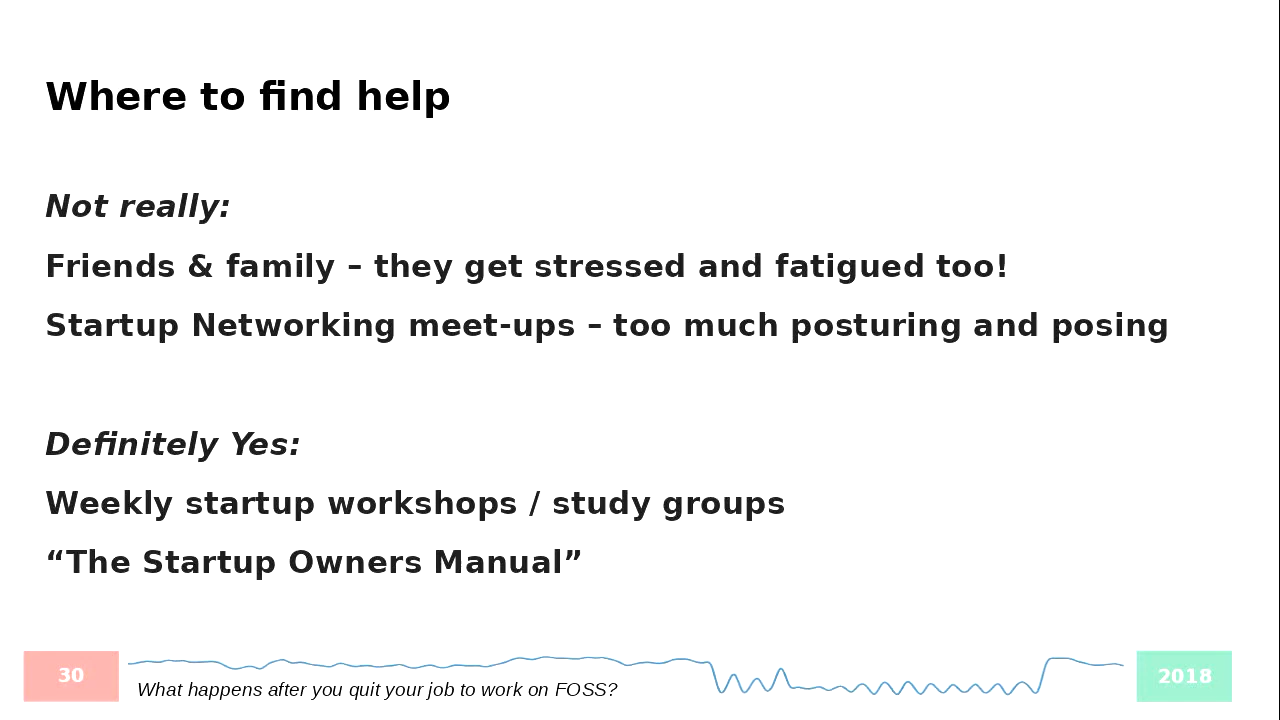 Where to find help
Not really:
Friends & family – they get stressed and fatigued too!
Startup Networking meet-ups – too much posturing and posing
Definitely Yes:
Weekly startup workshops / study groups
“The Startup Owners Manual”
30
What happens after you quit your job to work on FOSS?
2018